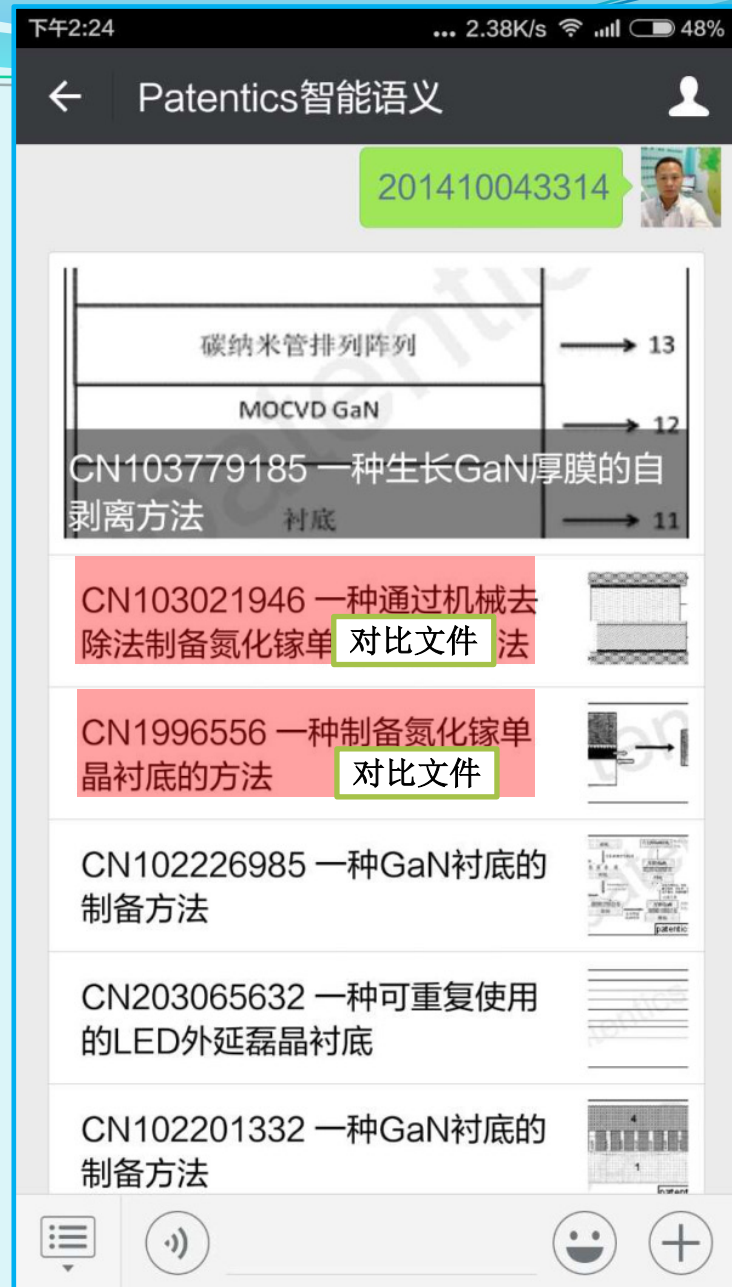 下午2:24 ... 2.38K/s 48%
Patentics智能语义
201410043314
碳纳米管排列阵列 13
MOCVD GaN 12
CN103779185 一种生长GaN厚膜的自
剥离方法
衬底 11
CN103021946 一种通过机械去
除法制备氮化镓单 对比文件 法
CN1996556 一种制备氮化镓单
晶衬底的方法 对比文件
CN102226985 一种GaN衬底的
制备方法
patentic
CN203065632 一种可重复使用
的LED外延磊晶衬底
patentics
CN102201332 一种GaN衬底的
制备方法
4
1